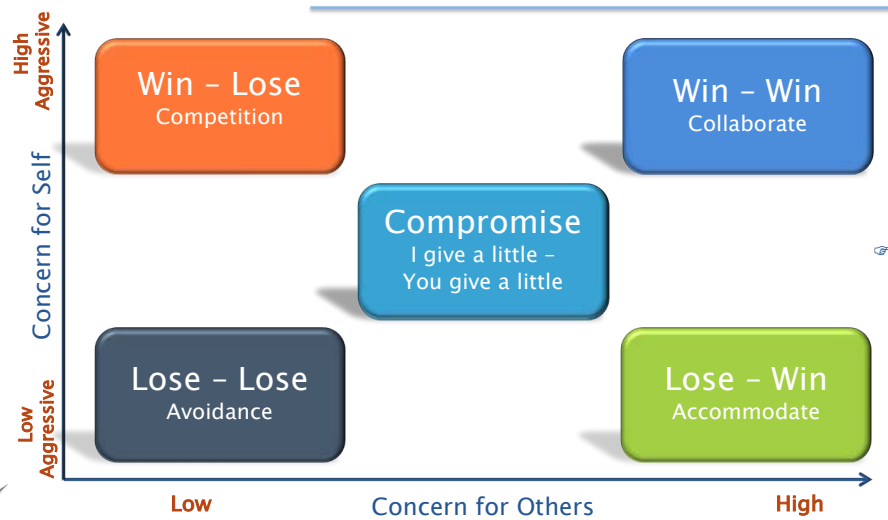 High
Aggressive
Win – Lose
Competition
Win – Win
Collaborate
Concern for Self
Compromise
I give a little –
You give a little
Lose – Lose
Avoidance
Lose – Win
Accommodate
Low
Aggressive
Low
Concern for Others
High